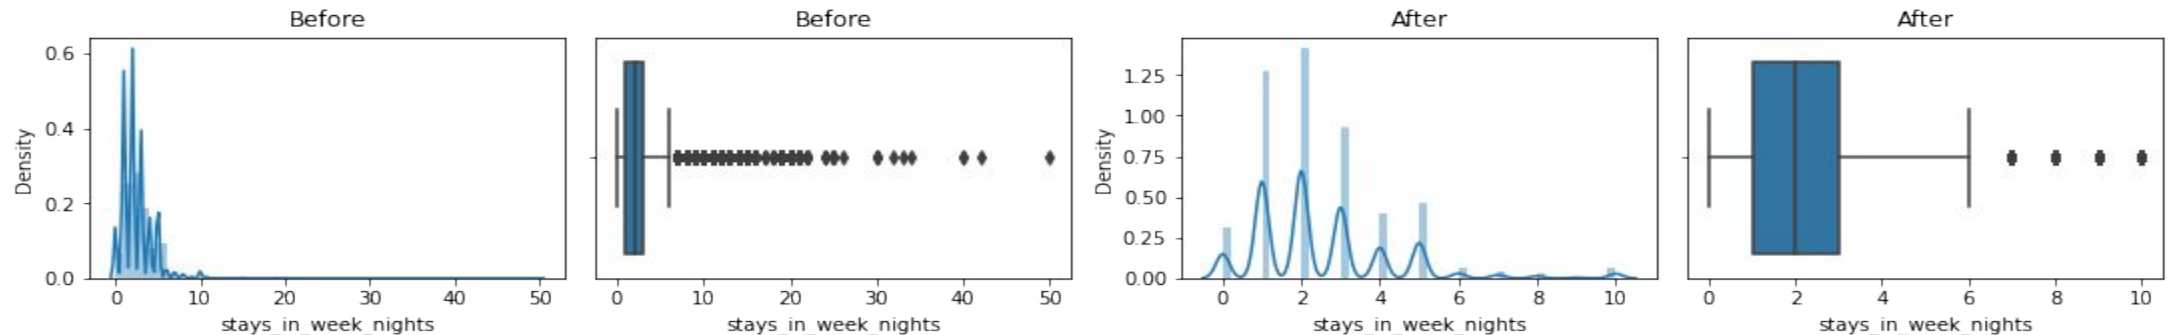 Before
0.6
0.4
0.2
0.0
Density
0 10 20 30 40 50
stays_in_week_nights
Before
0 10 20 30 40 50
stays_in_week_nights
After
1.25
1.00
0.75
0.50
0.25
0.00
Density
0 2 4 6 8 10
stays_in_week_nights
After
0 2 4 6 8 10
stays_in_week_nights